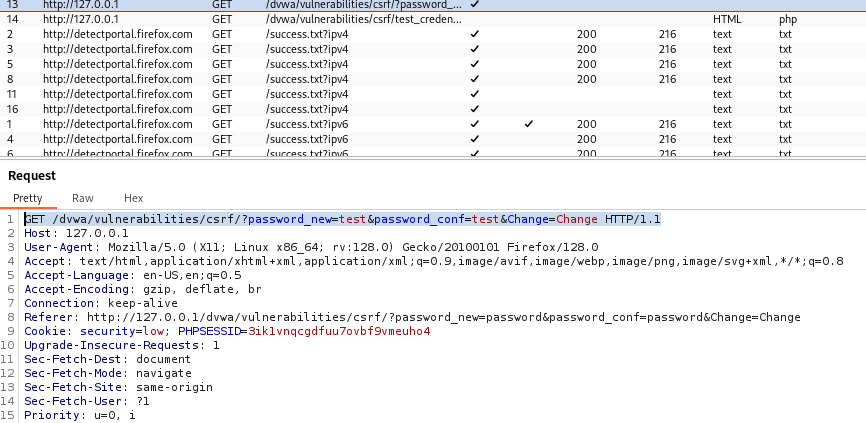 13 http://127.0.0.1 GET /dvwa/vulnerabilities/csrf/?password_... ✓
14 http://127.0.0.1 GET /dvwa/vulnerabilities/csrf/test_creden... HTML php
2 http://detectportal.firefox.com GET /success.txt?ipv4 ✓ 200 216 text txt
3 http://detectportal.firefox.com GET /success.txt?ipv4 ✓ 200 216 text txt
5 http://detectportal.firefox.com GET /success.txt?ipv4 ✓ 200 216 text txt
8 http://detectportal.firefox.com GET /success.txt?ipv4 ✓ 200 216 text txt
11 http://detectportal.firefox.com GET /success.txt?ipv4 ✓ text txt
16 http://detectportal.firefox.com GET /success.txt?ipv4 ✓ text txt
1 http://detectportal.firefox.com GET /success.txt?ipv6 ✓ ✓ 200 216 text txt
4 http://detectportal.firefox.com GET /success.txt?ipv6 ✓ 200 216 text txt
6 http://detectportal.firefox.com GET /success.txt?ipv6 ✓ 200 216 text txt
Request
Pretty Raw Hex
1 GET /dvwa/vulnerabilities/csrf/?password_new=test&password_conf=test&Change=Change HTTP/1.1
2 Host: 127.0.0.1
3 User-Agent: Mozilla/5.0 (X11; Linux x86_64; rv:128.0) Gecko/20100101 Firefox/128.0
4 Accept: text/html,application/xhtml+xml,application/xml;q=0.9,image/avif,image/webp,image/png,image/svg+xml,*/*;q=0.8
5 Accept-Language: en-US,en;q=0.5
6 Accept-Encoding: gzip, deflate, br
7 Connection: keep-alive
8 Referer: http://127.0.0.1/dvwa/vulnerabilities/csrf/?password_new=password&password_conf=password&Change=Change
9 Cookie: security=low; PHPSESSID=3ik1vnqcgdfuu7ovbf9vmeuho4
10 Upgrade-Insecure-Requests: 1
11 Sec-Fetch-Dest: document
12 Sec-Fetch-Mode: navigate
13 Sec-Fetch-Site: same-origin
14 Sec-Fetch-User: ?1
15 Priority: u=0, i